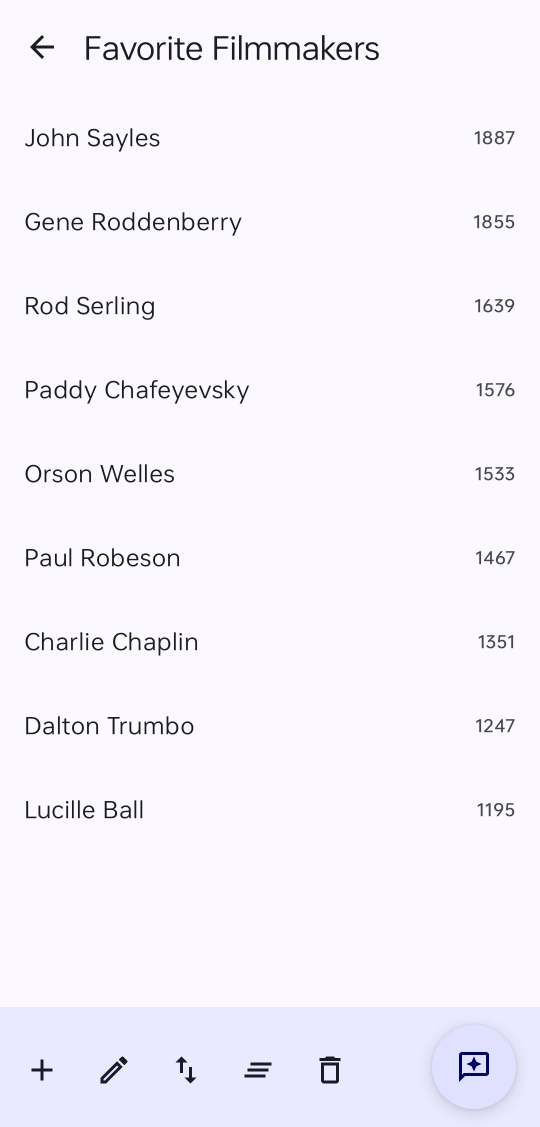 Favorite Filmmakers
John Sayles 1887
Gene Roddenberry 1855
Rod Serling 1639
Paddy Chafeyevsky 1576
Orson Welles 1533
Paul Robeson 1467
Charlie Chaplin 1351
Dalton Trumbo 1247
Lucille Ball 1195